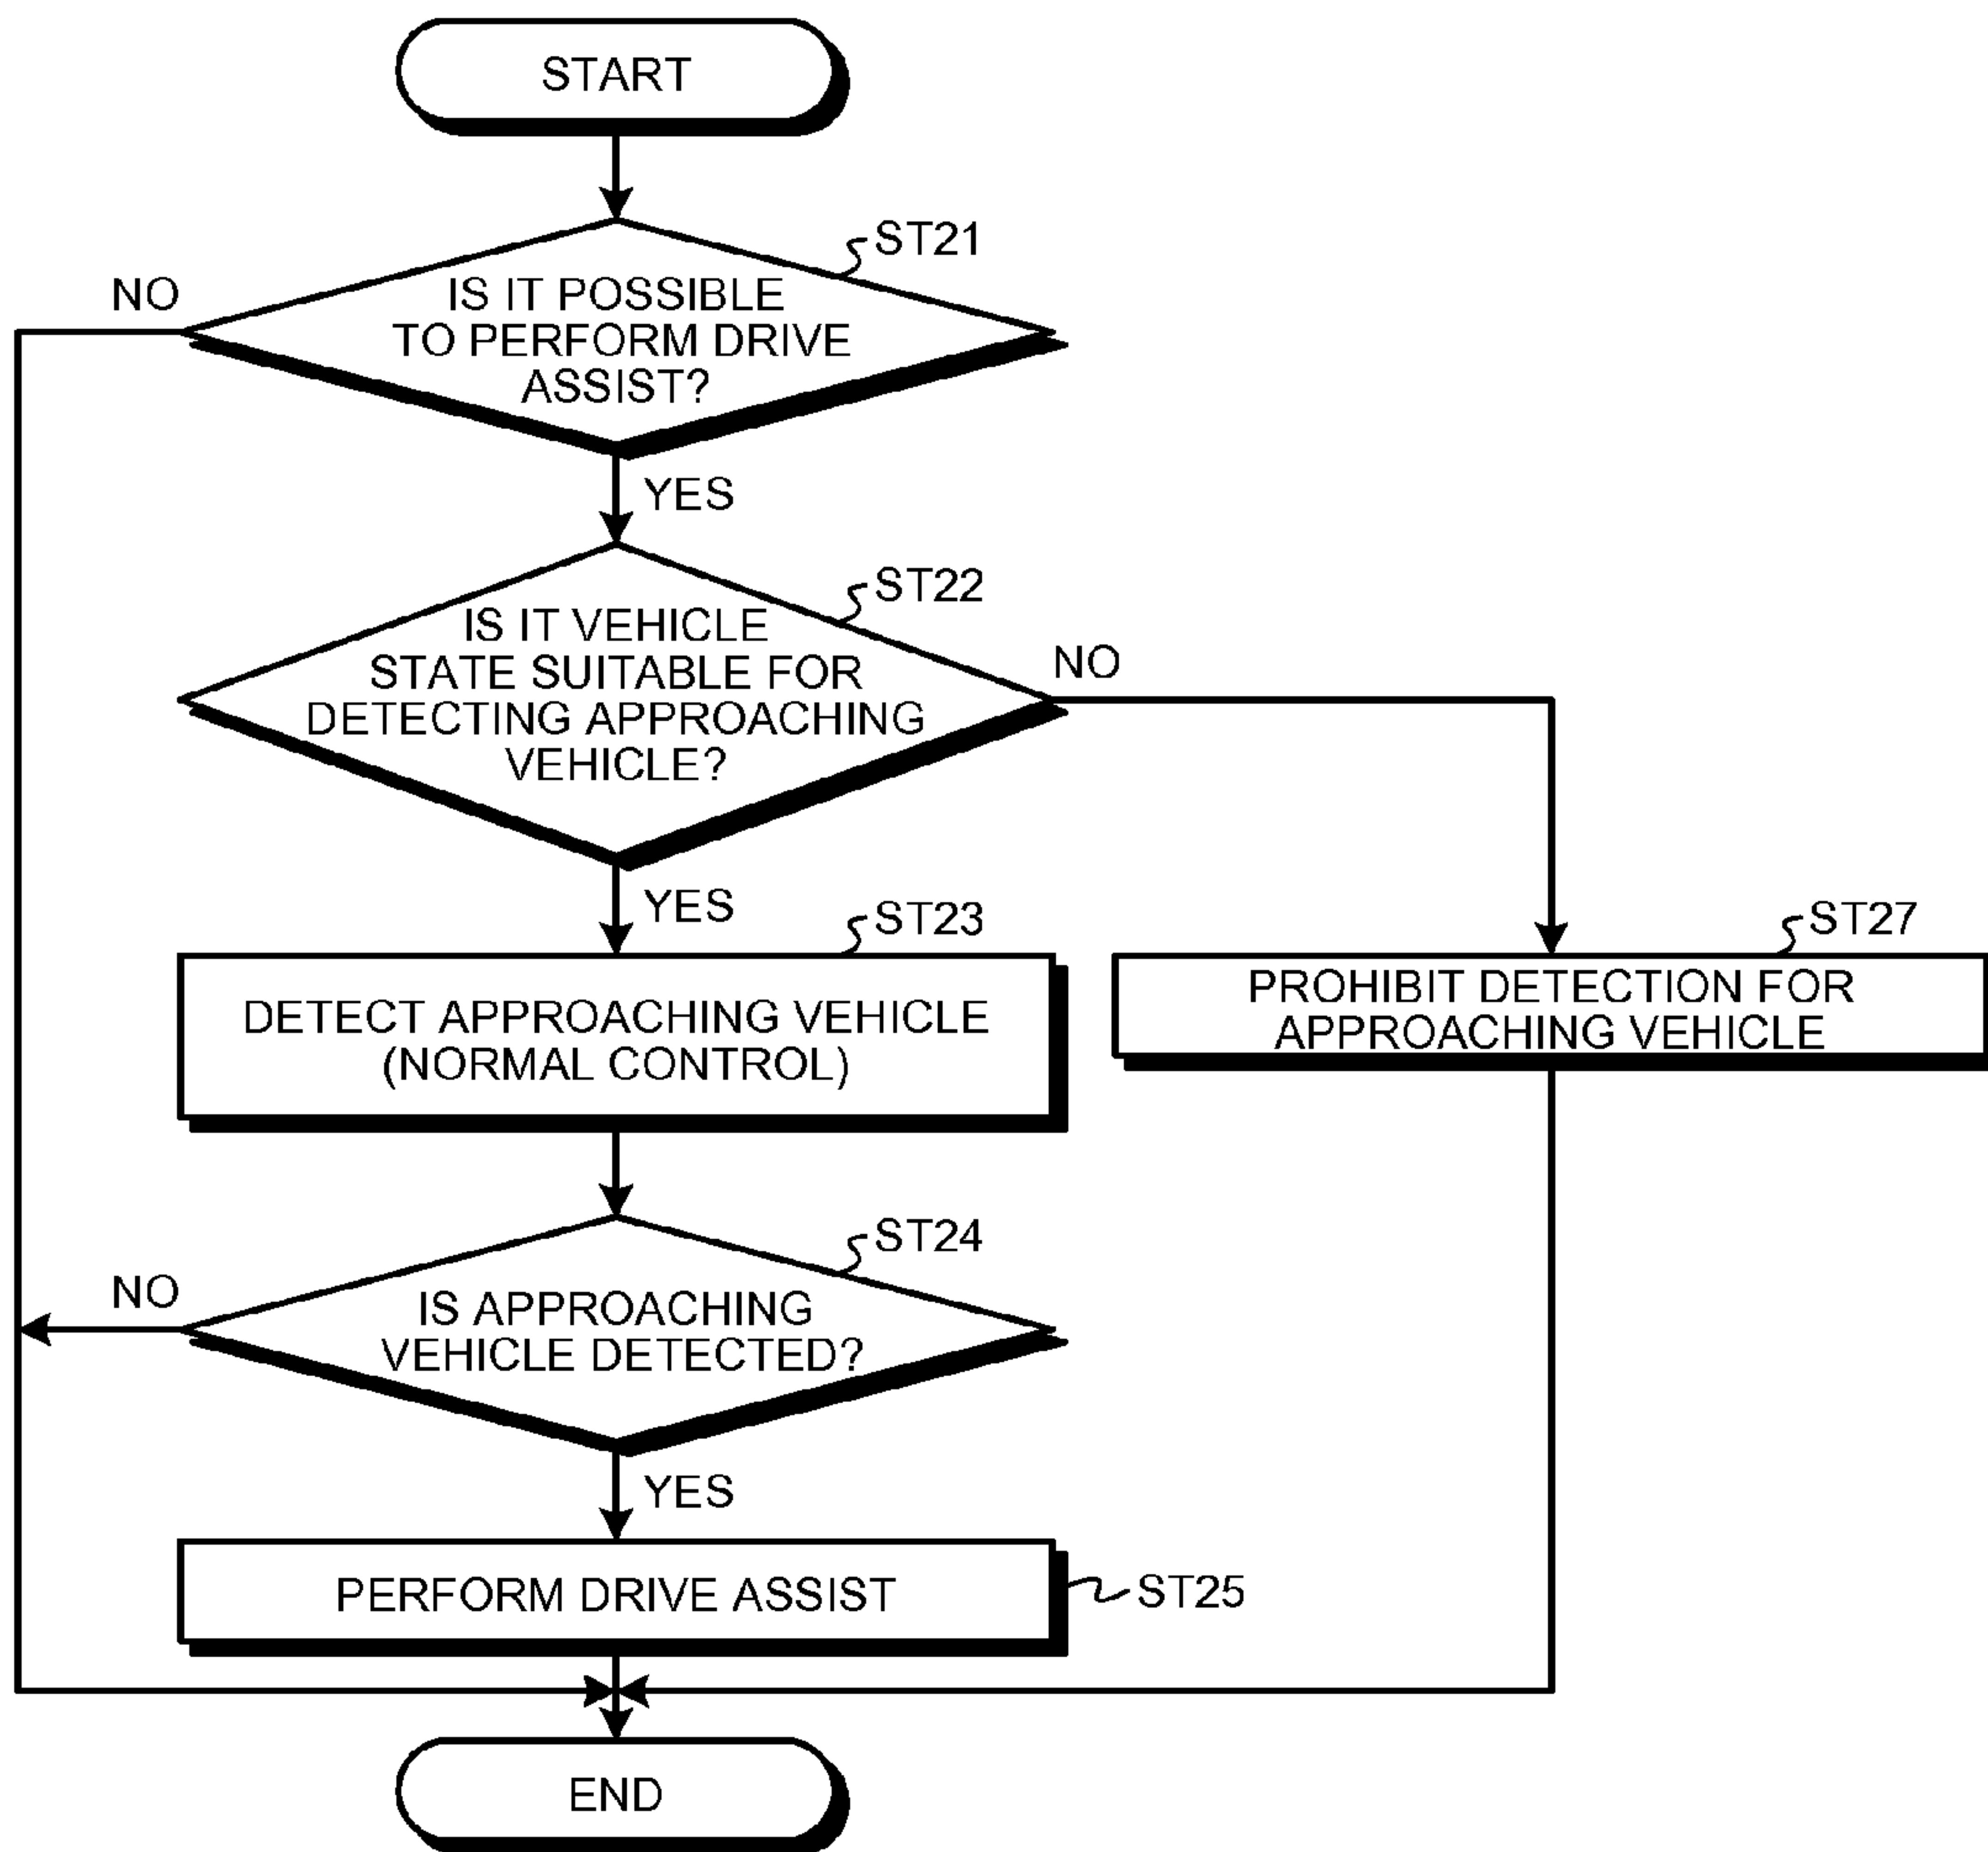 START
ST21
NO
IS IT POSSIBLE
TO PERFORM DRIVE
ASSIST?
YES
ST22
IS IT VEHICLE
STATE SUITABLE FOR
DETECTING APPROACHING
VEHICLE?
NO
YES
ST23
ST27
DETECT APPROACHING VEHICLE
(NORMAL CONTROL)
PROHIBIT DETECTION FOR
APPROACHING VEHICLE
ST24
NO
IS APPROACHING
VEHICLE DETECTED?
YES
PERFORM DRIVE ASSIST
ST25
END